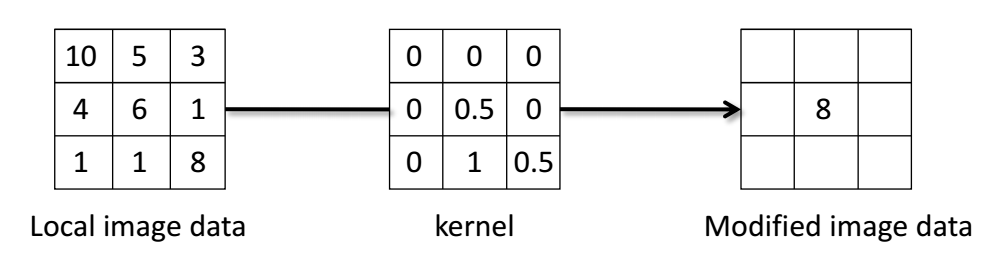 10 5 3 0 0 0
4 6 1 0 0.5 0 8
1 1 8 0 1 0.5
Local image data kernel Modified image data